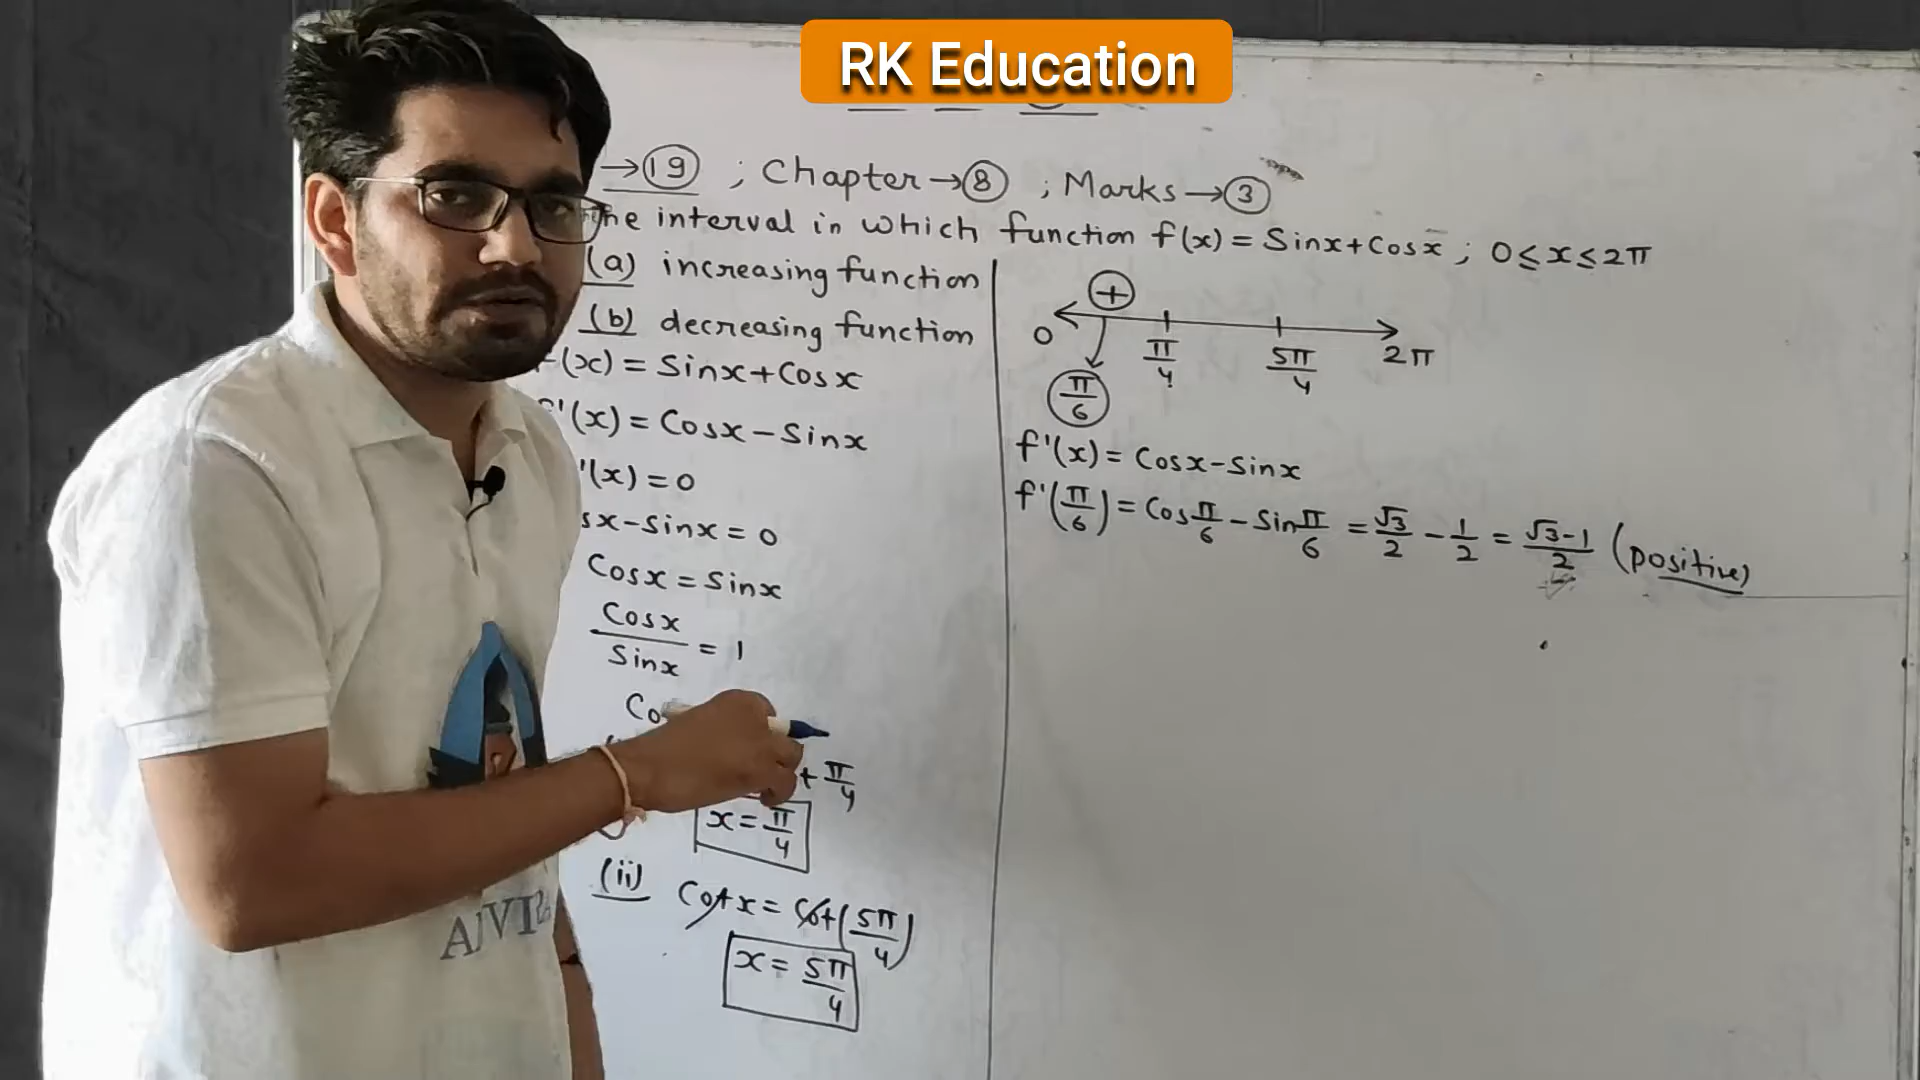 RK Education
→19 ; Chapter→8 ; Marks→3
the interval in which function f(x) = Sinx+Cosx ; 0≤x≤2π
(a) increasing function
(b) decreasing function
f(x) = Sinx+Cosx
f'(x) = Cosx-Sinx
'(x) = 0
sx-sinx = 0
Cosx = Sinx
Cosx/Sinx = 1
Co
+ π/4
x = π/4
(ii) Cotx = Cot(5π/4)
x = 5π/4
+
0 π/4 5π/4 2π
π/6
f'(x) = Cosx-Sinx
f'(π/6) = Cos π/6 - Sin π/6 = √3/2 - 1/2 = √3-1/2 (positive)